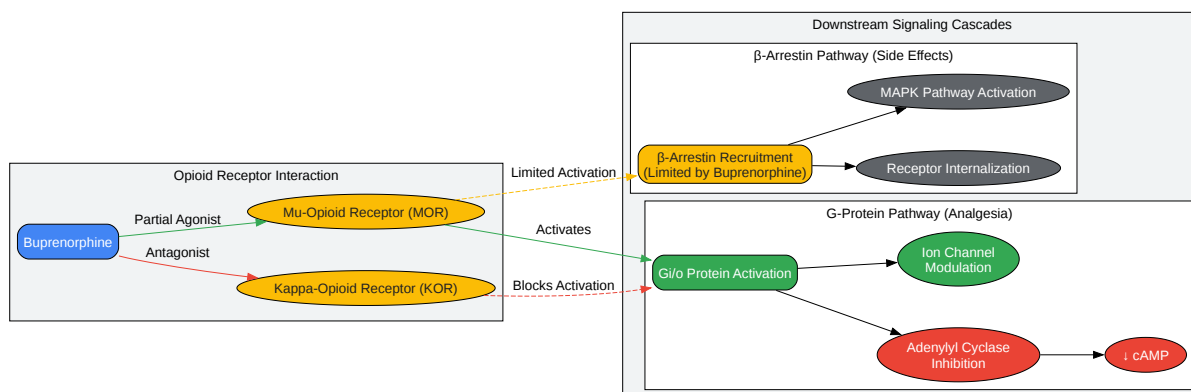 Downstream Signaling Cascades
β-Arrestin Pathway (Side Effects)
MAPK Pathway Activation
β-Arrestin Recruitment
(Limited by Buprenorphine)
Receptor Internalization
Opioid Receptor Interaction
Limited Activation
Buprenorphine
Partial Agonist
Mu-Opioid Receptor (MOR)
Antagonist
Kappa-Opioid Receptor (KOR)
Activates
Blocks Activation
G-Protein Pathway (Analgesia)
Gi/o Protein Activation
Ion Channel
Modulation
Adenylyl Cyclase
Inhibition
↓ cAMP